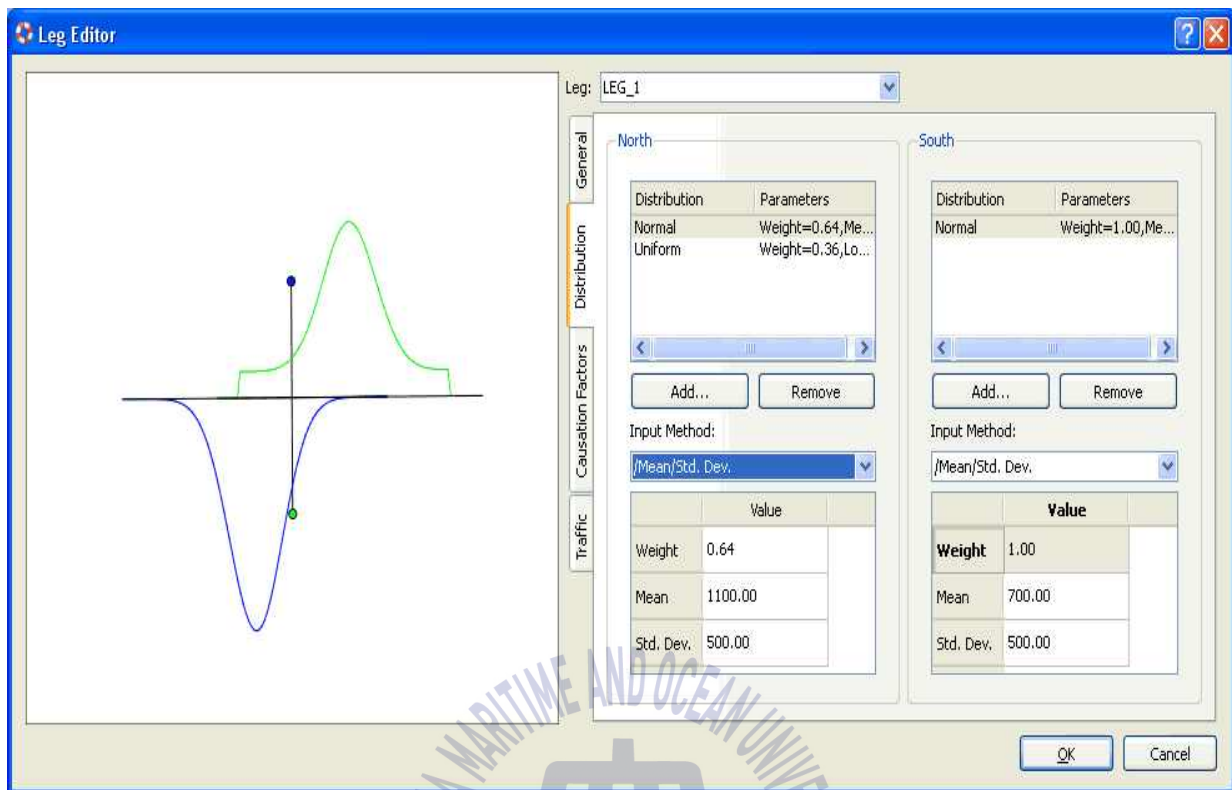 Leg Editor
Leg: LEG_1
General
Distribution
Causation Factors
Traffic
North
Distribution Parameters
Normal Weight=0.64,Me...
Uniform Weight=0.36,Lo...
Add... Remove
Input Method:
/Mean/Std. Dev.
Value
Weight 0.64
Mean 1100.00
Std. Dev. 500.00
South
Distribution Parameters
Normal Weight=1.00,Me...
Add... Remove
Input Method:
/Mean/Std. Dev.
Value
Weight 1.00
Mean 700.00
Std. Dev. 500.00
OK Cancel
MARITIME AND OCEAN